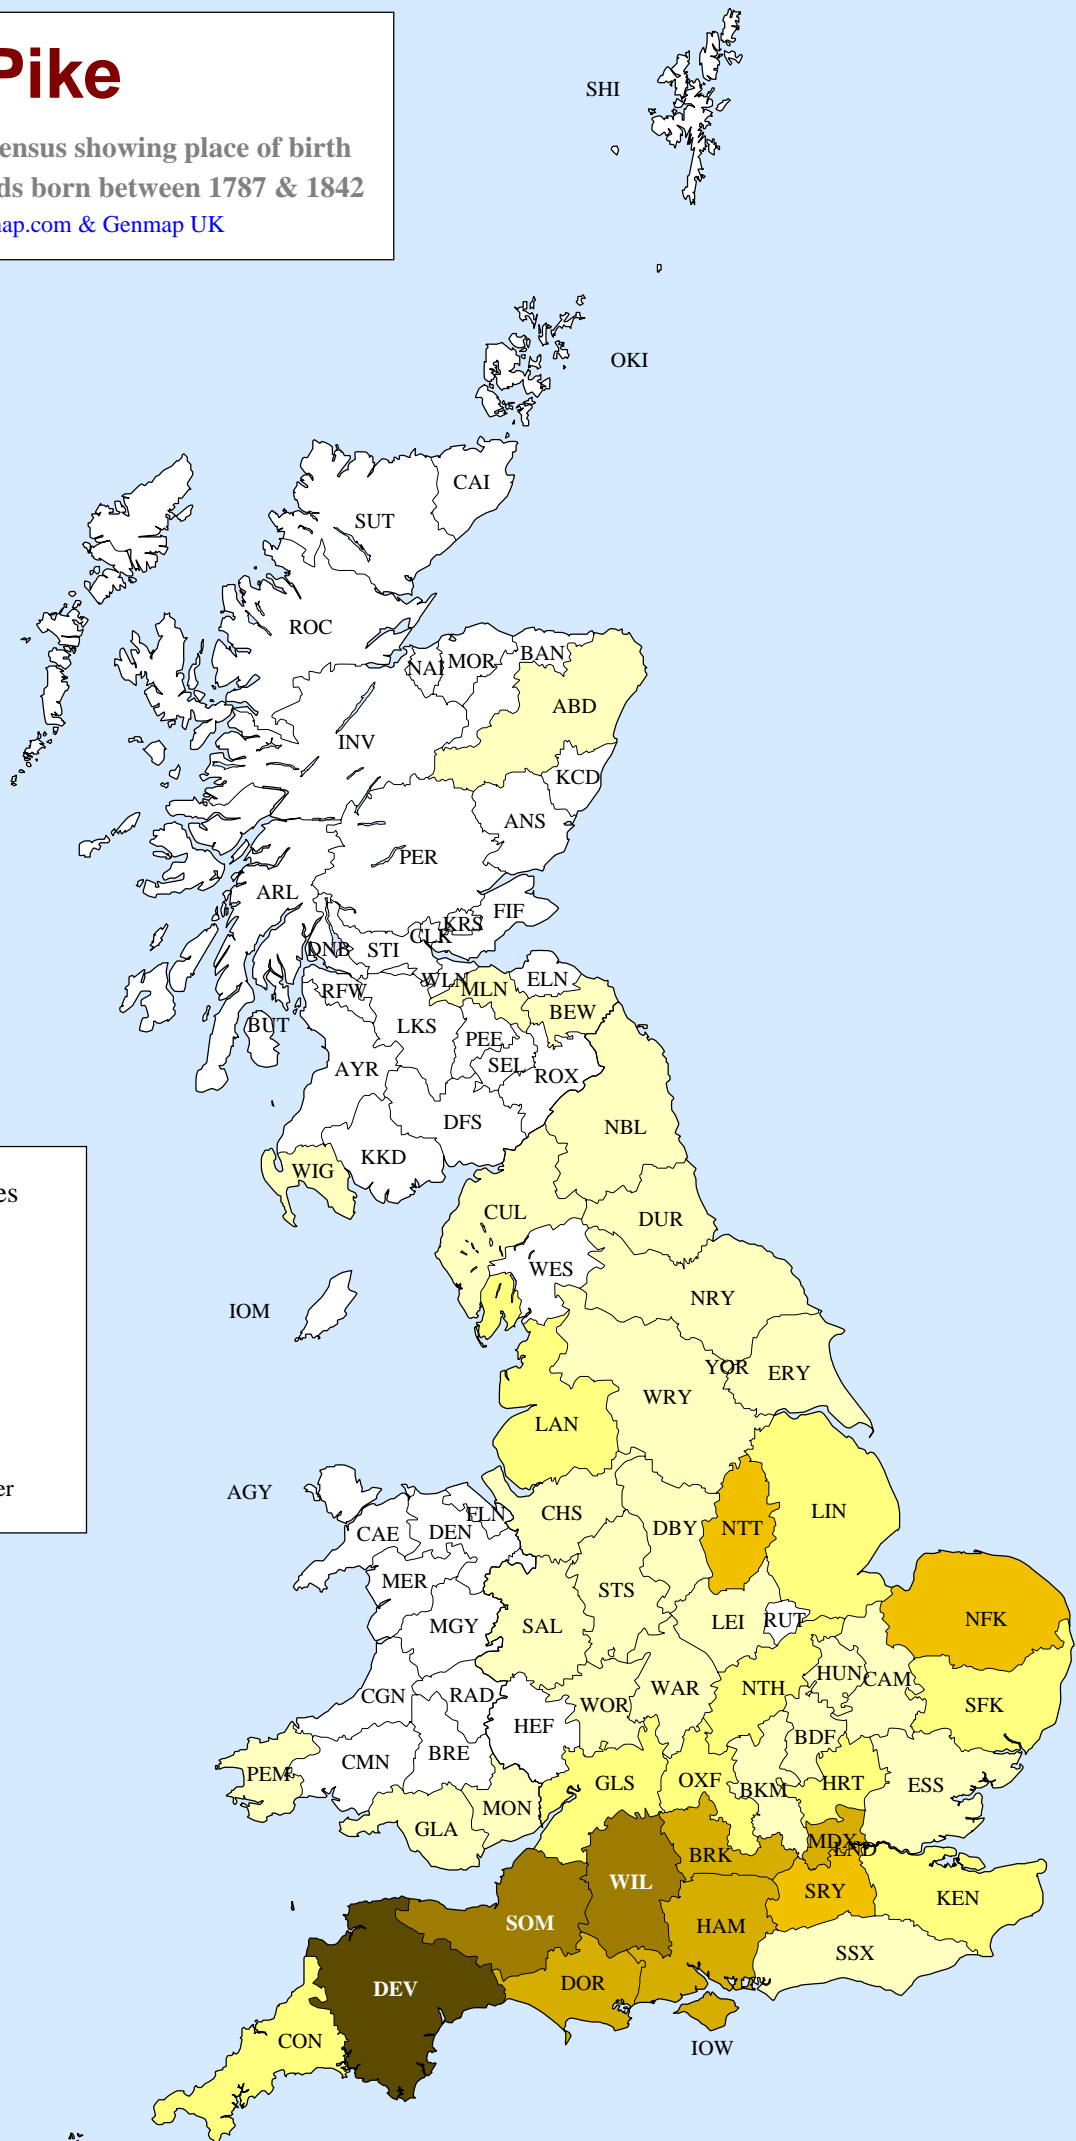 Pike
ensus showing place of birth
ds born between 1787 & 1842
ap.com & Genmap UK
SHI
OKI
CAI
SUT
ROC
NAI
MOR
BAN
ABD
INV
KCD
ANS
PER
ARL
FIF
KRS
CLK
DNB
STI
WLN
MLN
ELN
RFW
BEW
BUT
LKS
PEE
AYR
SEL
ROX
DFS
NBL
KKD
WIG
es
CUL
DUR
WES
NRY
IOM
YOR
ERY
WRY
LAN
er
AGY
FLN
CAE
DEN
CHS
DBY
NTT
LIN
MER
STS
MGY
SAL
LEI
RUT
NFK
HUN
CAM
CGN
RAD
WOR
WAR
NTH
SFK
HEF
BDF
BRE
CMN
PEM
GLS
OXF
BKM
HRT
ESS
MON
GLA
MDX
LND
BRK
WIL
SRY
KEN
SOM
HAM
SSX
DEV
DOR
CON
IOW